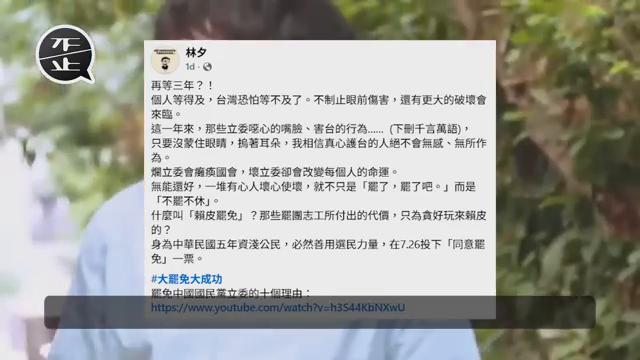 不止
林夕
1d
再等三年？！
個人等得及，台灣恐怕等不及了。不制止眼前傷害，還有更大的破壞會
來臨。
這一年來，那些立委噁心的嘴臉、害台的行為...... (下刪千言萬語)，
只要沒蒙住眼睛，摀著耳朵，我相信真心護台的人絕不會無感、無所作
為。
爛立委會癱瘓國會，壞立委卻會改變每個人的命運。
無能還好，一堆有心人壞心使壞，就不只是「罷了，罷了吧。」而是
「不罷不休」。
什麼叫「賴皮罷免」？那些罷團志工所付出的代價，只為貪好玩來賴皮
的？
身為中華民國五年資淺公民，必然善用選民力量，在7.26投下「同意罷
免」一票。
#大罷免大成功
罷免中國國民黨立委的十個理由：
https://www.youtube.com/watch?v=h3S44KbNXwU